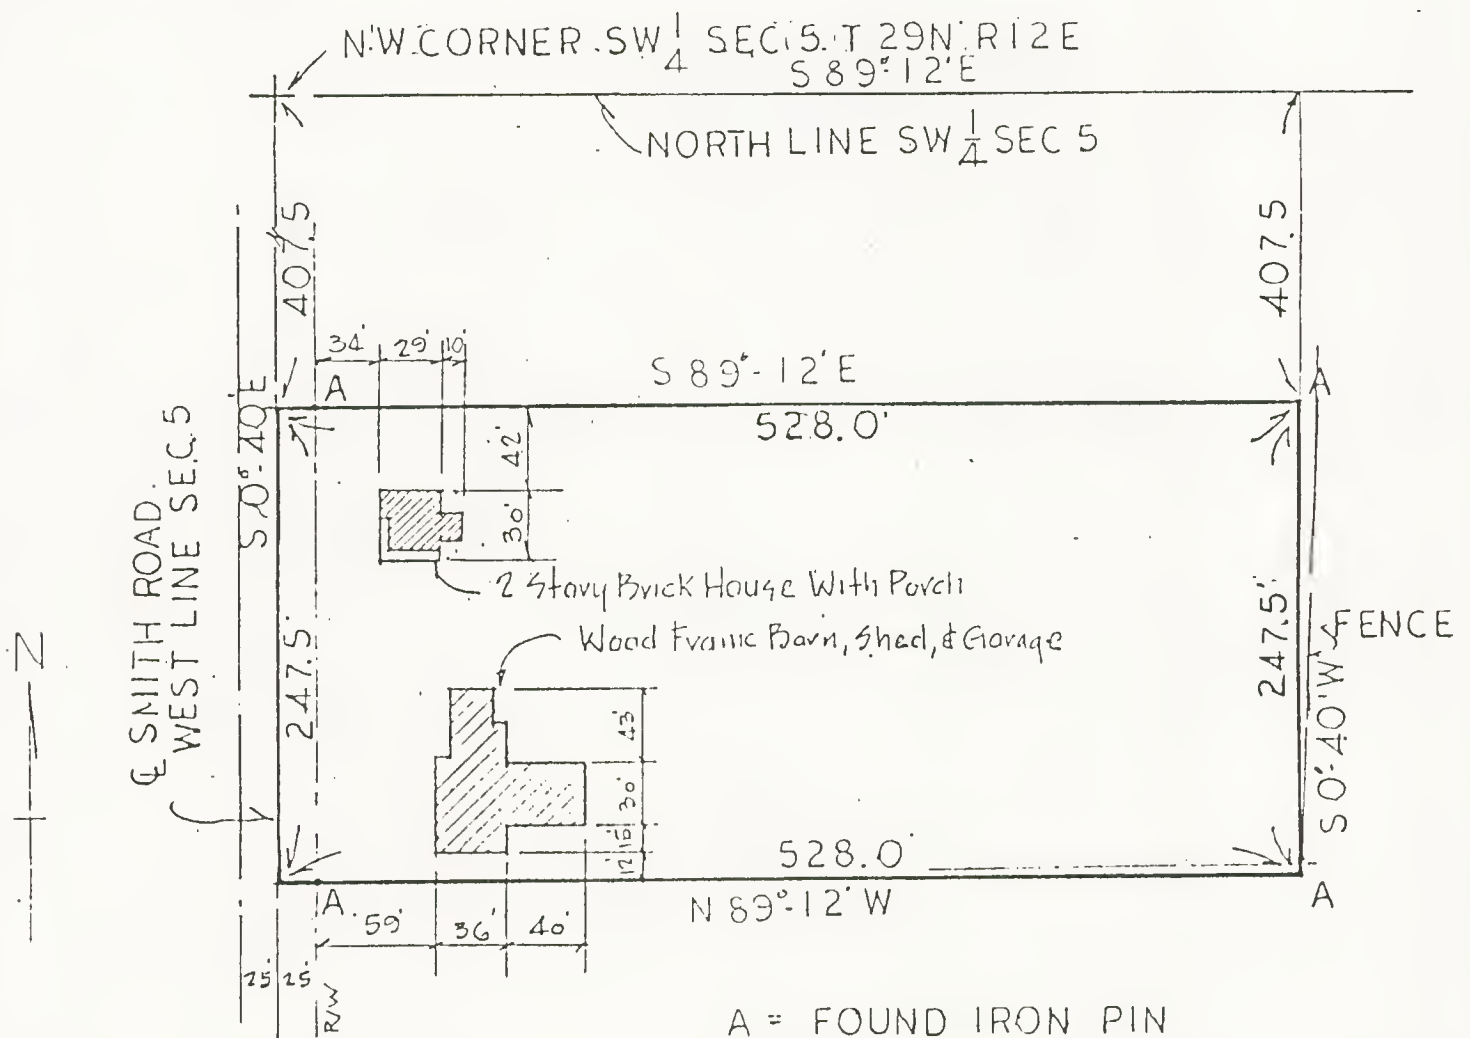 N.W. CORNER SW 1/4 SEC. 5. T 29N R12E
S 89°-12'E
NORTH LINE SW 1/4 SEC 5
407.5
407.5
34' 29' 10'
S 89°-12'E
A
A
528.0'
S 0°-40'E
42'
30'
2 Story Brick House With Porch
Wood Frame Barn, Shed, & Garage
℄ SMITH ROAD
WEST LINE SEC. 5
247.5'
247.5'
FENCE
S 0°-40'W
N
43'
30'
12'
528.0'
N 89°-12' W
A
A
59' 36' 40'
25' 25'
R/W
A = FOUND IRON PIN